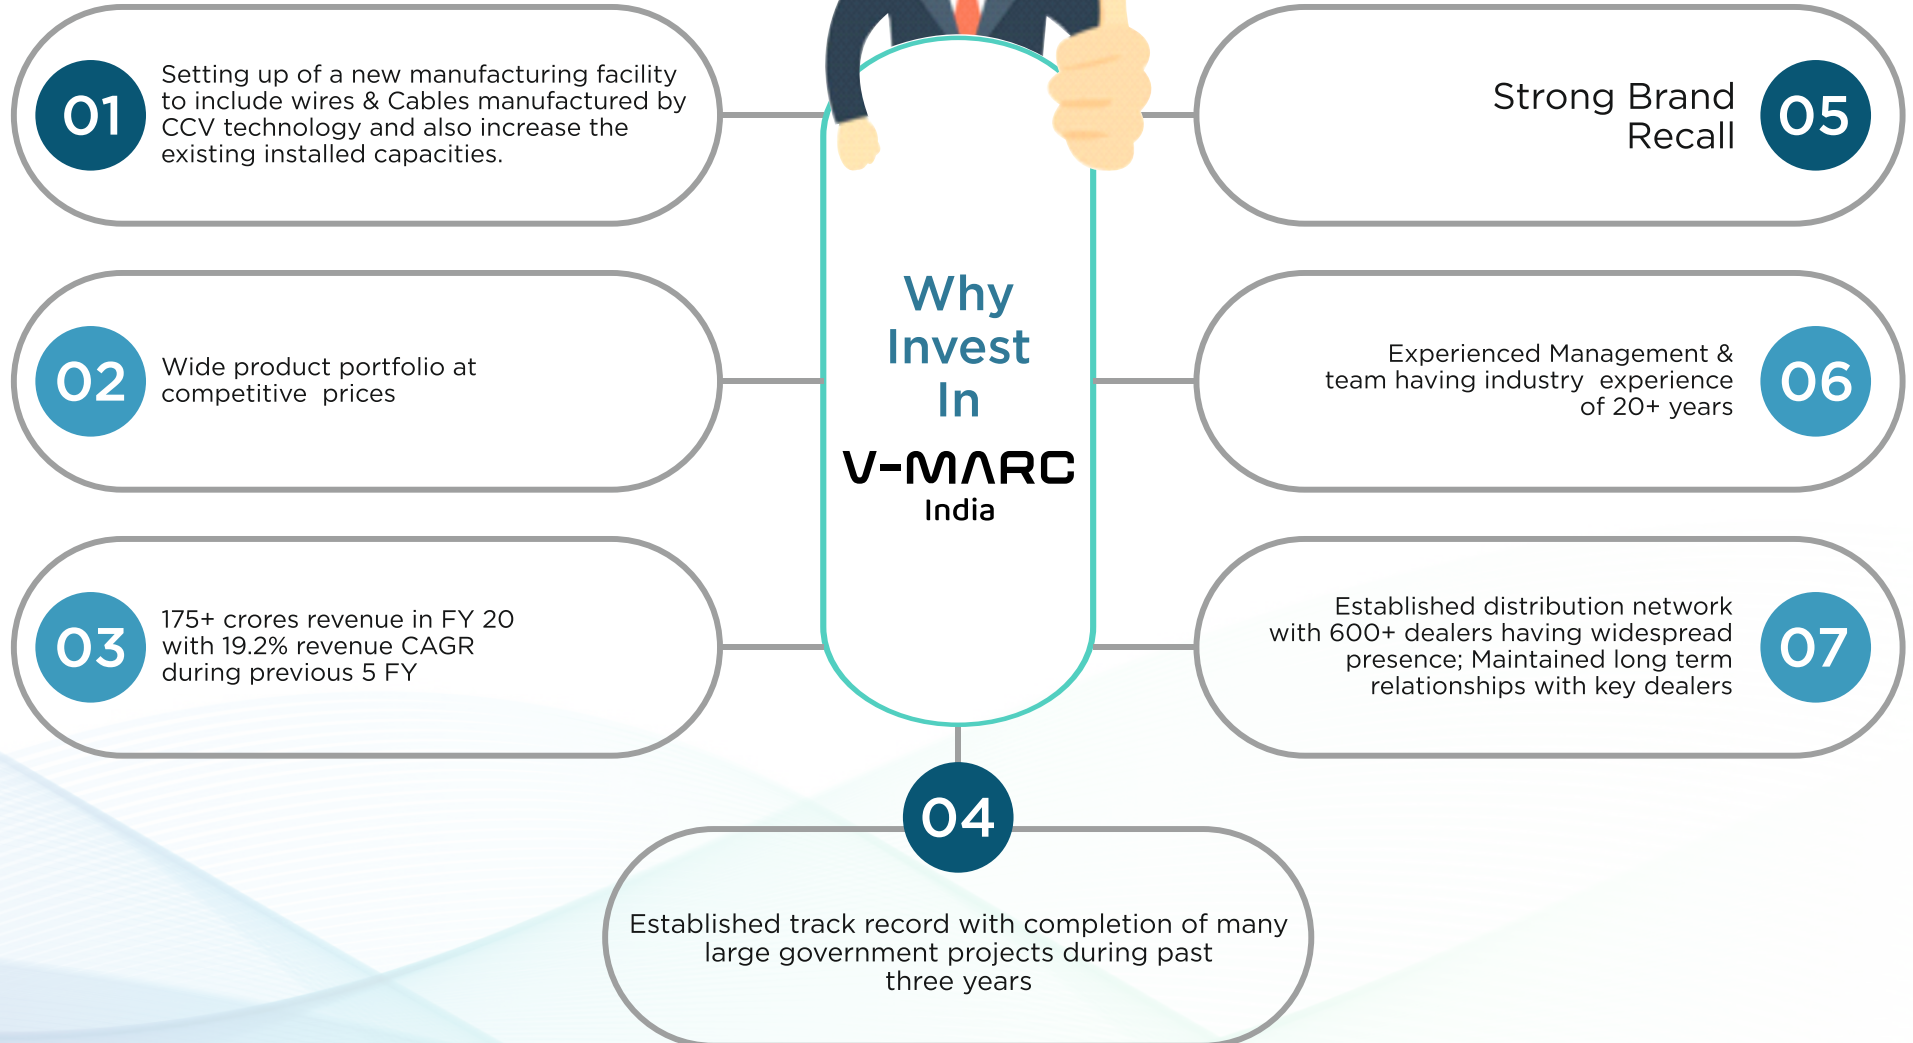 01
Setting up of a new manufacturing facility
to include wires & Cables manufactured by
CCV technology and also increase the
existing installed capacities.
02
Wide product portfolio at
competitive  prices
03
175+ crores revenue in FY 20
with 19.2% revenue CAGR
during previous 5 FY
Why
Invest
In
V-MARC
India
04
Established track record with completion of many
large government projects during past
three years
Strong Brand
Recall
05
Experienced Management &
team having industry  experience
of 20+ years
06
Established distribution network
with 600+ dealers having widespread
presence; Maintained long term
relationships with key dealers
07